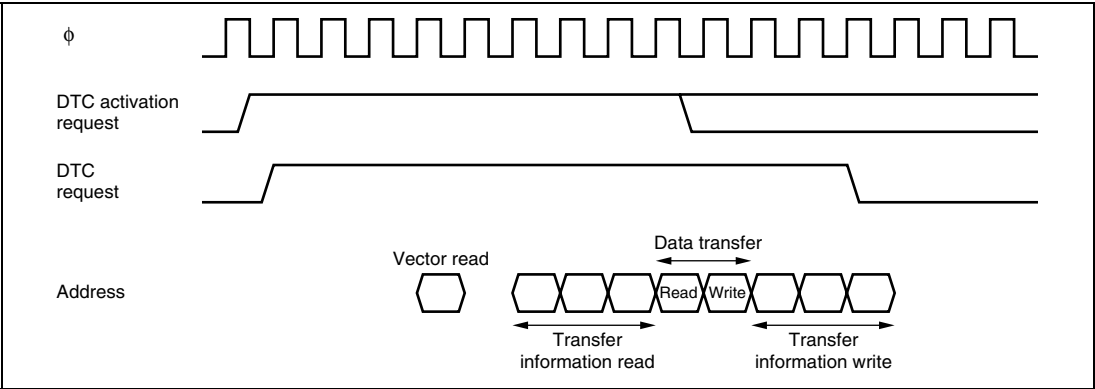 ϕ
DTC activation
request
DTC
request
Data transfer
Vector read
Address
Read Write
Transfer
information read
Transfer
information write